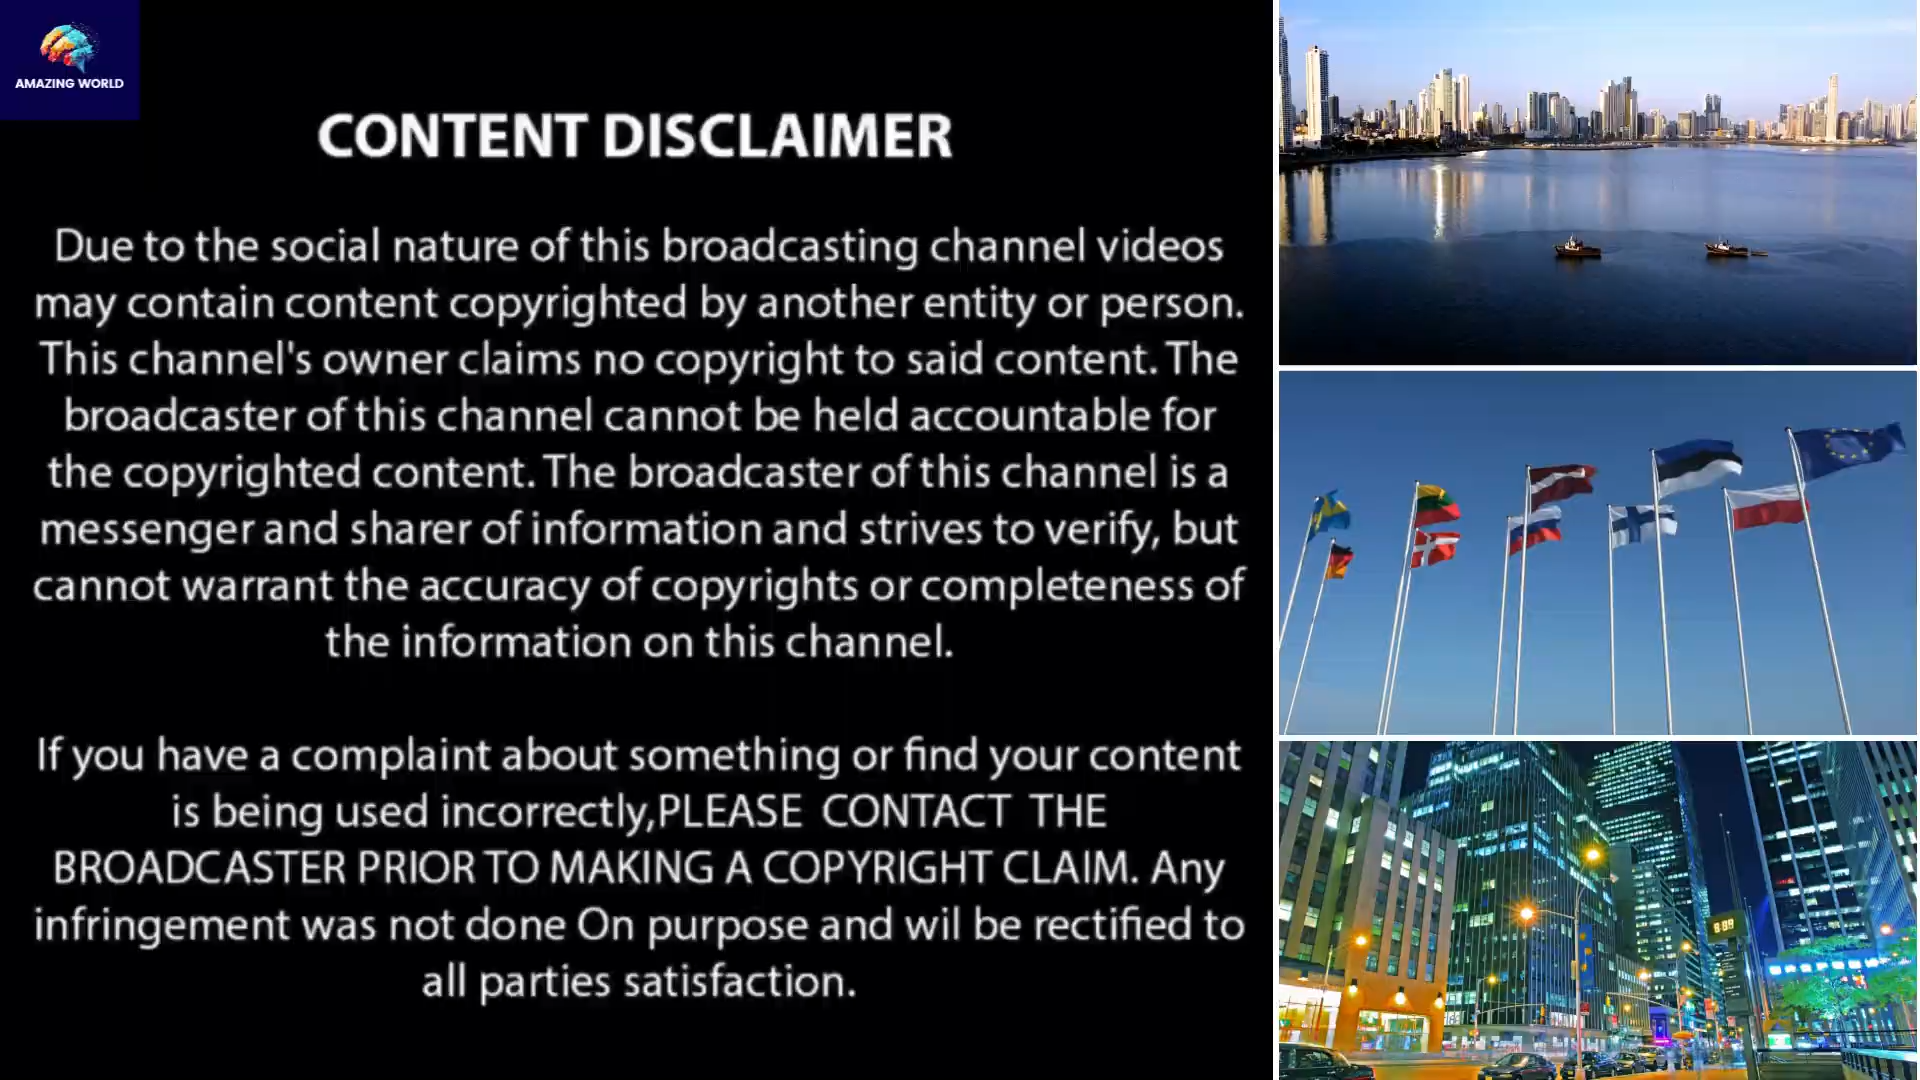 AMAZING WORLD
CONTENT DISCLAIMER
Due to the social nature of this broadcasting channel videos
may contain content copyrighted by another entity or person.
This channel's owner claims no copyright to said content. The
broadcaster of this channel cannot be held accountable for
the copyrighted content. The broadcaster of this channel is a
messenger and sharer of information and strives to verify, but
cannot warrant the accuracy of copyrights or completeness of
the information on this channel.
If you have a complaint about something or find your content
is being used incorrectly,PLEASE CONTACT THE
BROADCASTER PRIOR TO MAKING A COPYRIGHT CLAIM. Any
infringement was not done On purpose and wil be rectified to
all parties satisfaction.